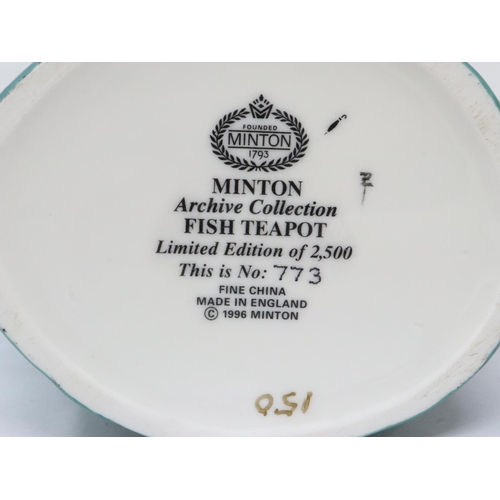 FOUNDED
MINTON
1793
MINTON
Archive Collection
FISH TEAPOT
Limited Edition of 2,500
This is No: 773
FINE CHINA
MADE IN ENGLAND
© 1996 MINTON